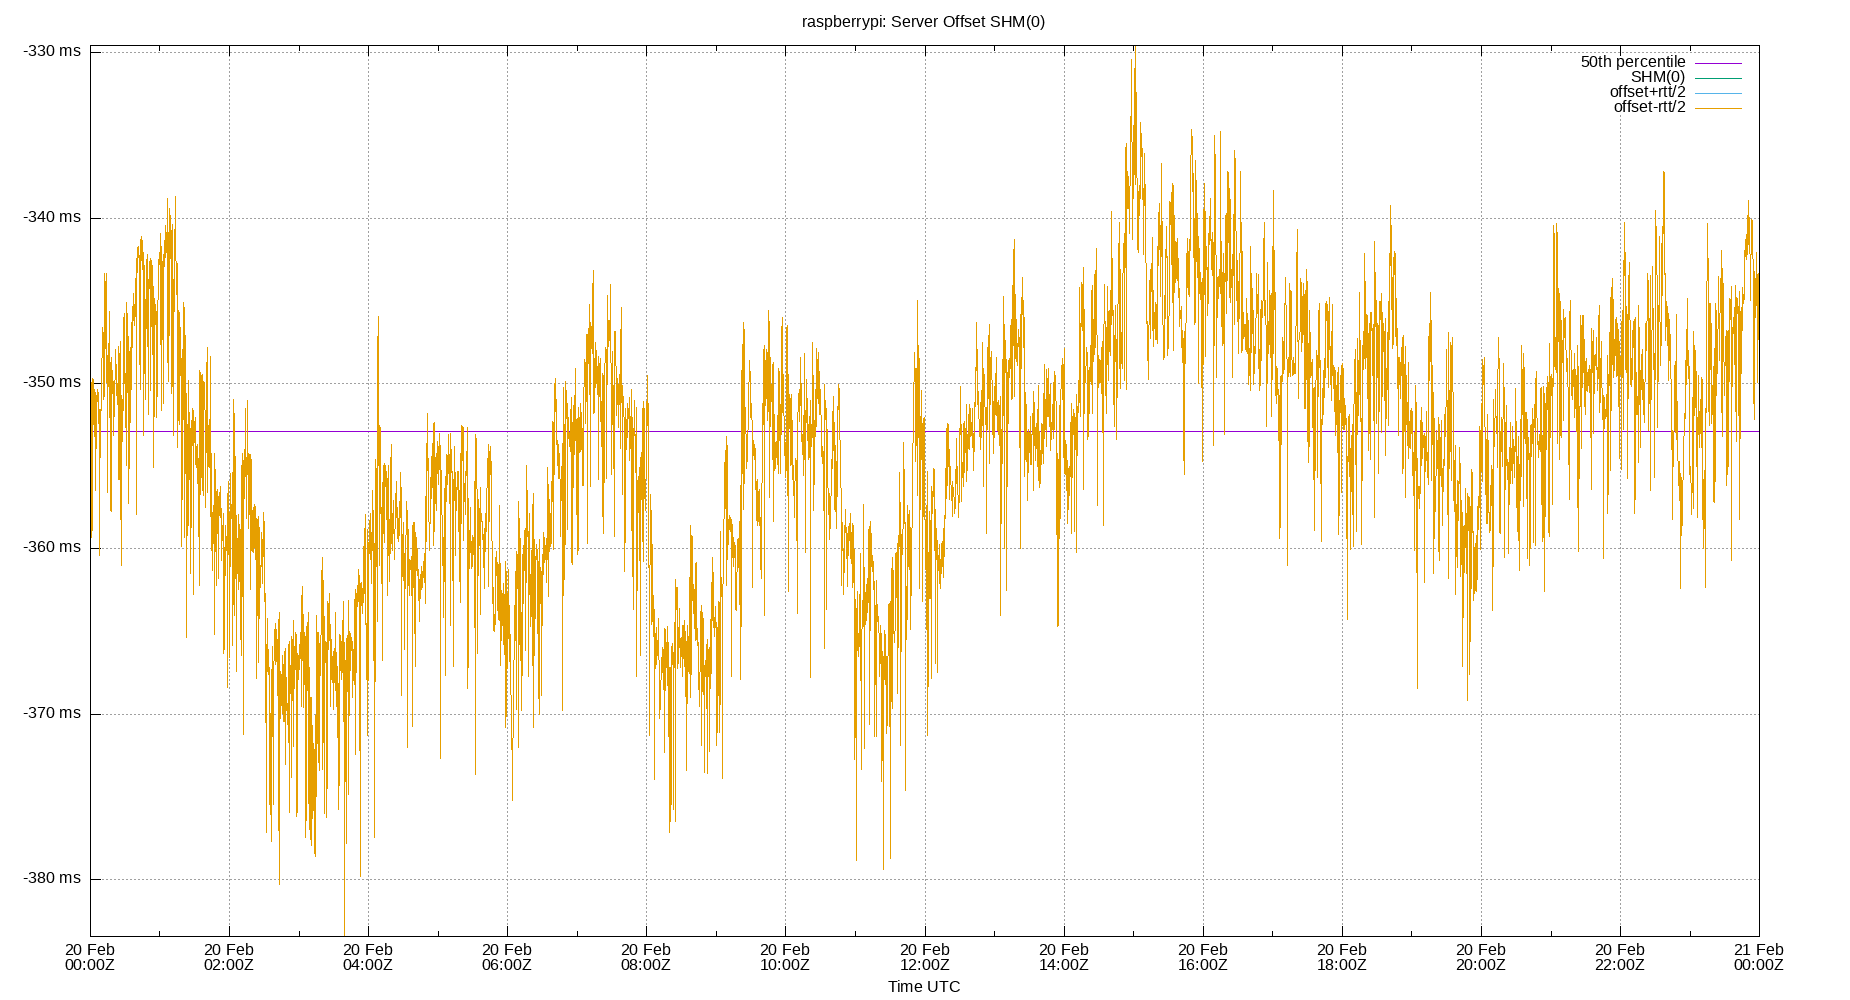 raspberrypi: Server Offset SHM(0)
-330 ms
-340 ms
-350 ms
-360 ms
-370 ms
-380 ms
50th percentile
SHM(0)
offset+rtt/2
offset-rtt/2
20 Feb 20 Feb 20 Feb 20 Feb 20 Feb 20 Feb 20 Feb 20 Feb 20 Feb 20 Feb 20 Feb 20 Feb 21 Feb
00:00Z 02:00Z 04:00Z 06:00Z 08:00Z 10:00Z 12:00Z 14:00Z 16:00Z 18:00Z 20:00Z 22:00Z 00:00Z
Time UTC